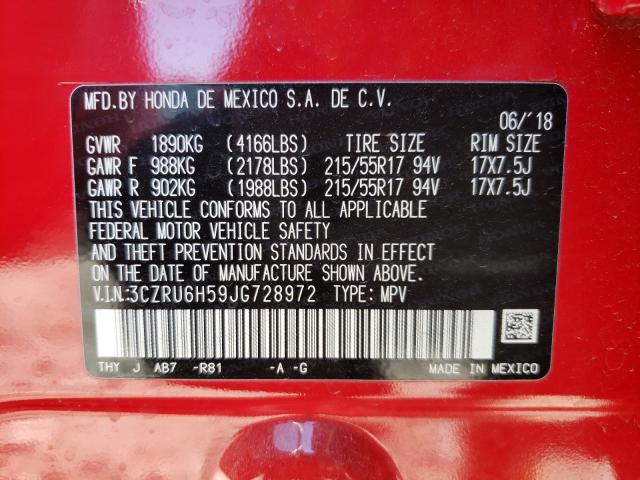 MFD.BY HONDA DE MEXICO S.A. DE C.V.
06/'18
GVWR 1890KG (4166LBS) TIRE SIZE RIM SIZE
GAWR F 988KG (2178LBS) 215/55R17 94V 17X7.5J
GAWR R 902KG (1988LBS) 215/55R17 94V 17X7.5J
THIS VEHICLE CONFORMS TO ALL APPLICABLE
FEDERAL MOTOR VEHICLE SAFETY
AND THEFT PREVENTION STANDARDS IN EFFECT
ON THE DATE OF MANUFACTURE SHOWN ABOVE.
V.I.N.:3CZRU6H59JG728972 TYPE: MPV
THY J AB7 -R81 -A -G MADE IN MEXICO